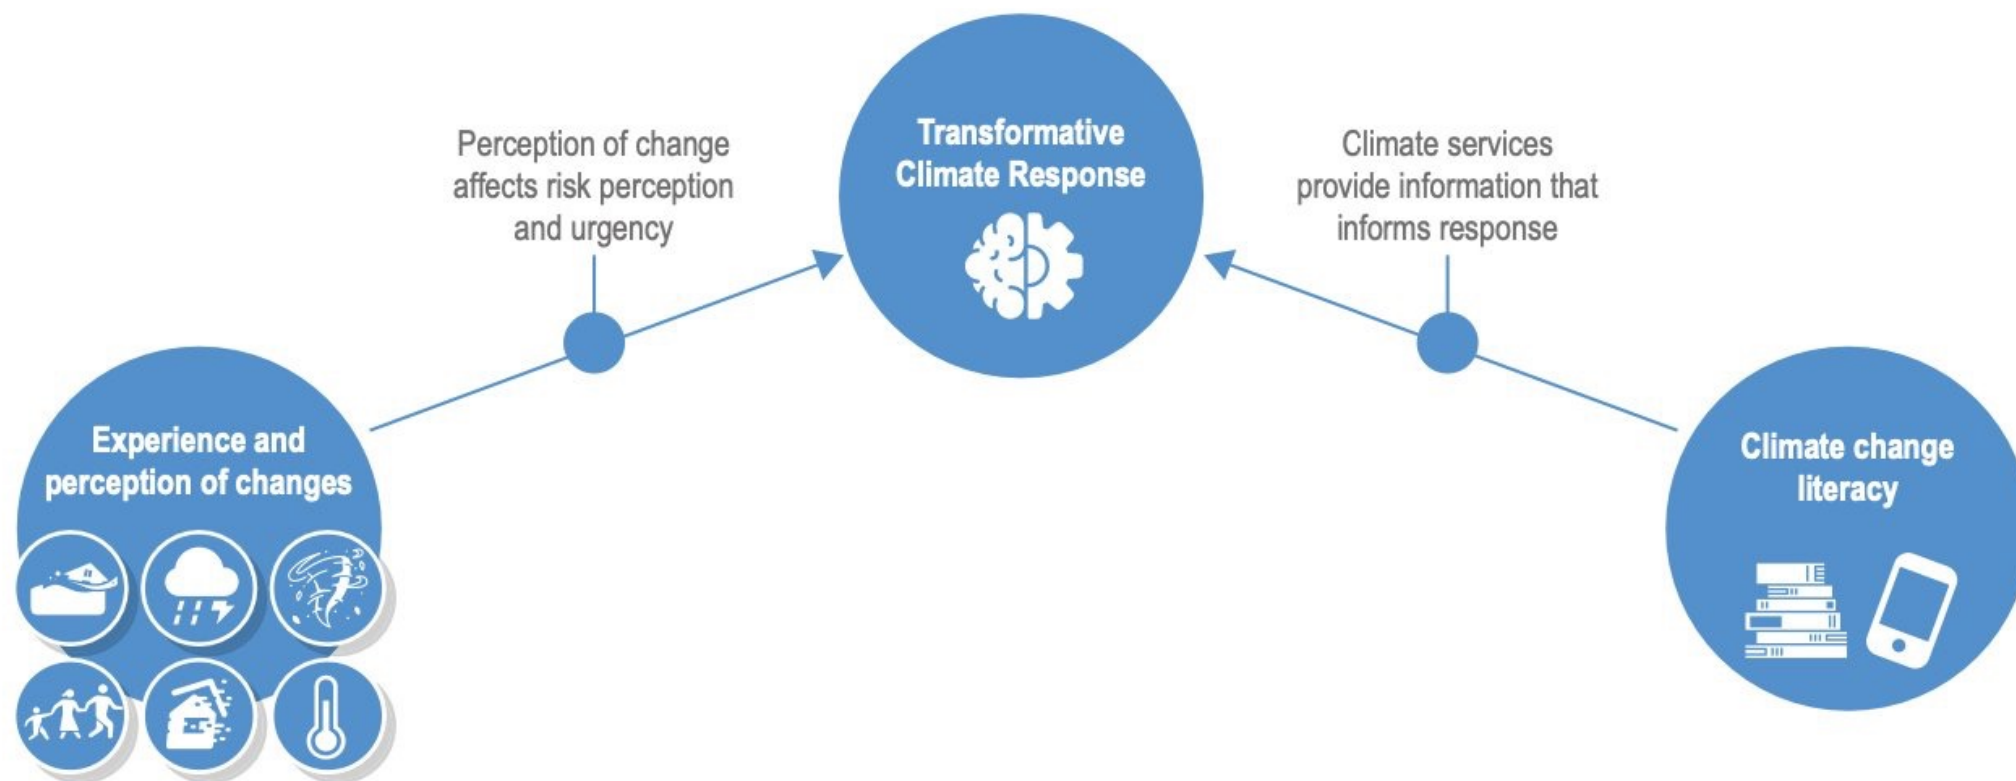 Transformative
Climate Response
Perception of change
affects risk perception
and urgency
Climate services
provide information that
informs response
Experience and
perception of changes
Climate change
literacy